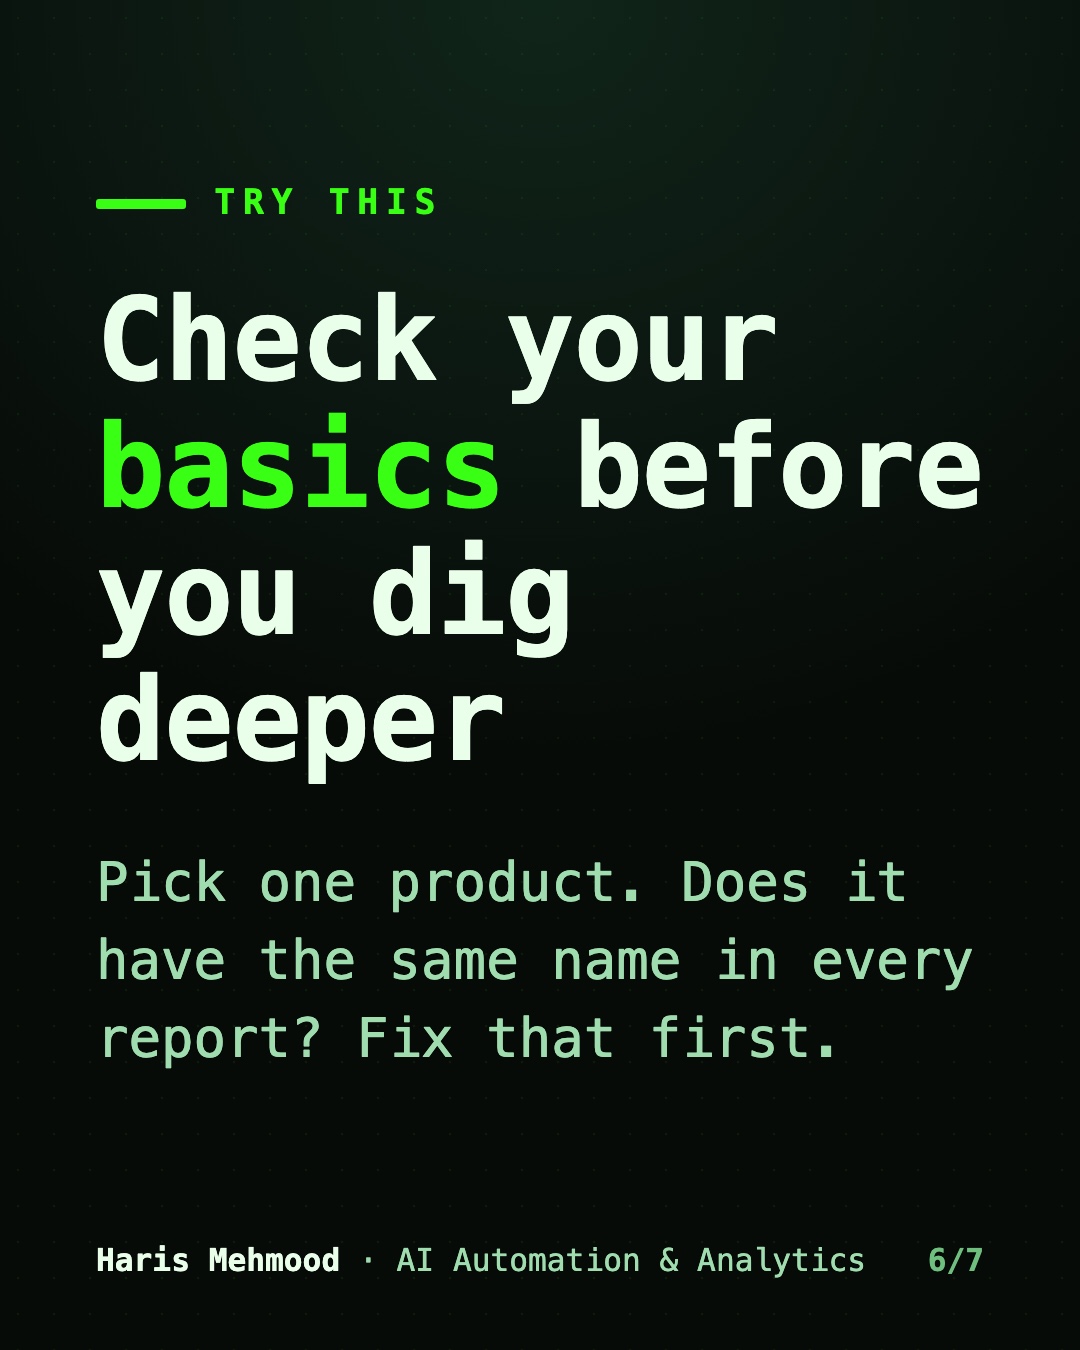 TRY THIS
Check your
basics before
you dig
deeper
Pick one product. Does it
have the same name in every
report? Fix that first.
Haris Mehmood · AI Automation & Analytics 6/7